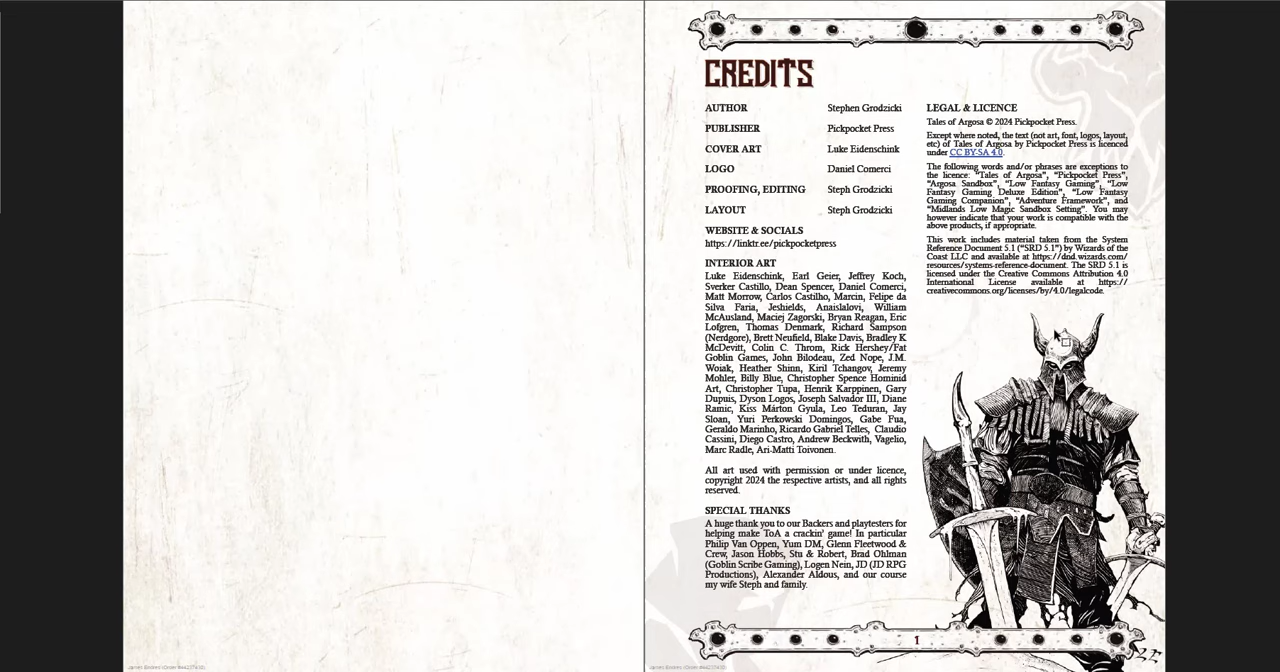 CREDITS
AUTHOR Stephen Grodzicki
PUBLISHER Pickpocket Press
COVER ART Luke Eidenschink
LOGO Daniel Comerci
PROOFING, EDITING Steph Grodzicki
LAYOUT Steph Grodzicki
WEBSITE & SOCIALS
https://linktr.ee/pickpocketpress
INTERIOR ART
Luke Eidenschink, Earl Geier, Jeffrey Koch,
Sverker Castillo, Dean Spencer, Daniel Comerci,
Matt Morrow, Carlos Castilho, Marcin, Felipe da
Silva Faria, Jeshields, Anaislalovi, William
McAusland, Maciej Zagorski, Bryan Reagan, Eric
Lofgren, Thomas Denmark, Richard Sampson
(Nerdgore), Brett Neufield, Blake Davis, Bradley K
McDevitt, Colin C. Throm, Rick Hershey/Fat
Goblin Games, John Bilodeau, Zed Nope, J.M.
Woiak, Heather Shinn, Kiril Tchangov, Jeremy
Mohler, Billy Blue, Christopher Spence Hominid
Art, Christopher Tupa, Henrik Karppinen, Gary
Dupuis, Dyson Logos, Joseph Salvador III, Diane
Ramic, Kiss Márton Gyula, Leo Teduran, Jay
Sloan, Yuri Perkowski Domingos, Gabe Fua,
Geraldo Marinho, Ricardo Gabriel Telles, Claudio
Cassini, Diego Castro, Andrew Beckwith, Vagelio,
Marc Radle, Ari-Matti Toivonen.
All art used with permission or under licence,
copyright 2024 the respective artists, and all rights
reserved.
SPECIAL THANKS
A huge thank you to our Backers and playtesters for
helping make ToA a crackin' game! In particular
Philip Van Oppen, Yum DM, Glenn Fleetwood &
Crew, Jason Hobbs, Stu & Robert, Brad Ohlman
(Goblin Scribe Gaming), Logen Nein, JD (JD RPG
Productions), Alexander Aldous, and our course
my wife Steph and family.
LEGAL & LICENCE
Tales of Argosa © 2024 Pickpocket Press.
Except where noted, the text (not art, font, logos, layout,
etc) of Tales of Argosa by Pickpocket Press is licenced
under CC BY-SA 4.0.
The following words and/or phrases are exceptions to
the licence: "Tales of Argosa", "Pickpocket Press",
"Argosa Sandbox", "Low Fantasy Gaming", "Low
Fantasy Gaming Deluxe Edition", "Low Fantasy
Gaming Companion", "Adventure Framework", and
"Midlands Low Magic Sandbox Setting". You may
however indicate that your work is compatible with the
above products, if appropriate.
This work includes material taken from the System
Reference Document 5.1 ("SRD 5.1") by Wizards of the
Coast LLC and available at https://dnd.wizards.com/
resources/systems-reference-document. The SRD 5.1 is
licensed under the Creative Commons Attribution 4.0
International License available at https://
creativecommons.org/licenses/by/4.0/legalcode.
1